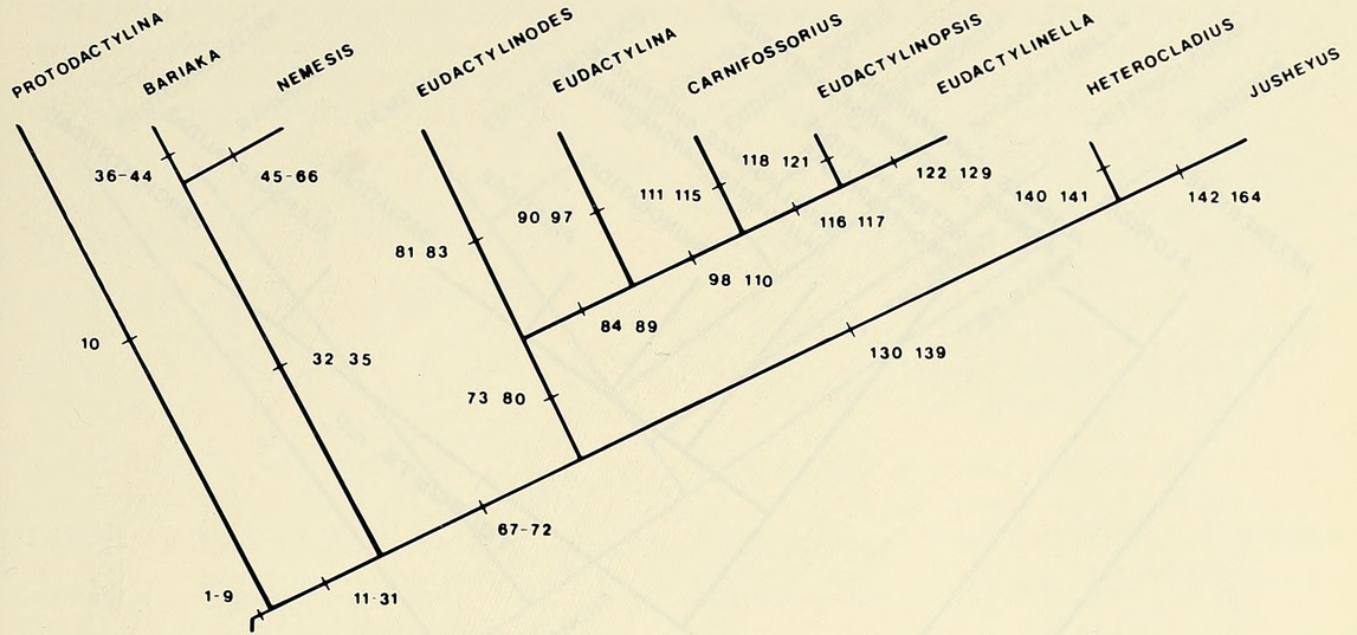 PROTODACTYLINA
BARIAKA
NEMESIS
EUDACTYLINODES
EUDACTYLINA
CARNIFOSSORIUS
EUDACTYLINOPSIS
EUDACTYLINELLA
HETEROCLADIUS
JUSHEYUS
36-44
45-66
118 121
122 129
111 115
140 141
142 164
90 97
116 117
81 83
98 110
84 89
10
32 35
130 139
73 80
67-72
1-9
11-31